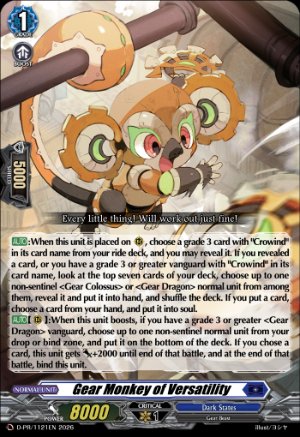 1
GRADE
BOOST
5000
SHIELD
Every little thing! Will work out just fine!
AUTO:When this unit is placed on , choose a grade 3 card with "Crowind"
in its card name from your ride deck, and you may reveal it. If you revealed
a card, or you have a grade 3 or greater vanguard with "Crowind" in its
card name, look at the top seven cards of your deck, choose up to one
non-sentinel <Gear Colossus> or <Gear Dragon> normal unit from among
them, reveal it and put it into hand, and shuffle the deck. If you put a card,
choose a card from your hand, and put it into soul.
AUTO[ ]:When this unit boosts, if you have a grade 3 or greater <Gear
Dragon> vanguard, choose up to one non-sentinel normal unit from your
drop or bind zone, and put it on the bottom of the deck. If you choose a
card, this unit gets +2000 until end of that battle, and at the end of that
battle, bind this unit.
NORMAL UNIT
Gear Monkey of Versatility
D-PR/1121EN 2026
POWER
8000
CRITICAL
1
Dark States
Gear Beast